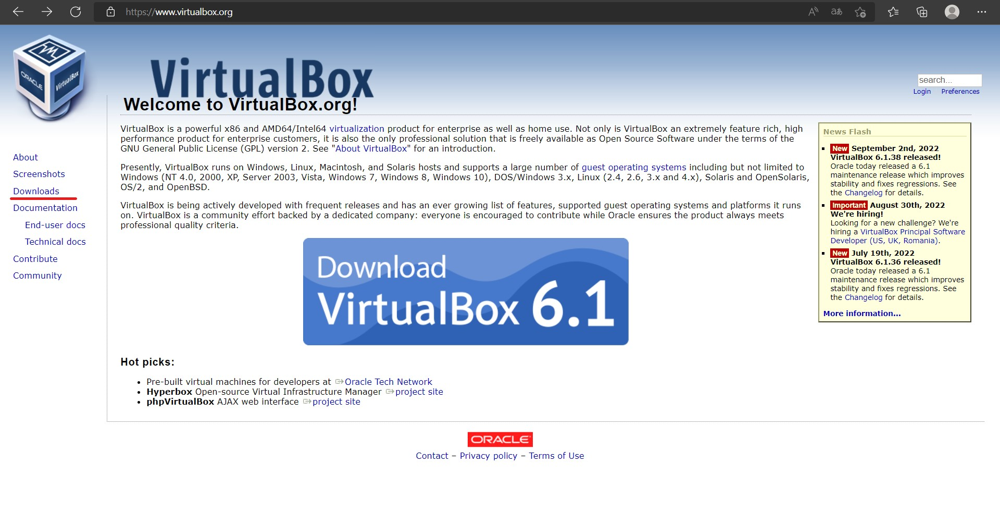 https://www.virtualbox.org
ORACLE
VirtualBox
VirtualBox
search...
Login Preferences
Welcome to VirtualBox.org!
About
Screenshots
Downloads
Documentation
End-user docs
Technical docs
Contribute
Community
VirtualBox is a powerful x86 and AMD64/Intel64 virtualization product for enterprise as well as home use. Not only is VirtualBox an extremely feature rich, high
performance product for enterprise customers, it is also the only professional solution that is freely available as Open Source Software under the terms of the
GNU General Public License (GPL) version 2. See "About VirtualBox" for an introduction.
Presently, VirtualBox runs on Windows, Linux, Macintosh, and Solaris hosts and supports a large number of guest operating systems including but not limited to
Windows (NT 4.0, 2000, XP, Server 2003, Vista, Windows 7, Windows 8, Windows 10), DOS/Windows 3.x, Linux (2.4, 2.6, 3.x and 4.x), Solaris and OpenSolaris,
OS/2, and OpenBSD.
VirtualBox is being actively developed with frequent releases and has an ever growing list of features, supported guest operating systems and platforms it runs
on. VirtualBox is a community effort backed by a dedicated company: everyone is encouraged to contribute while Oracle ensures the product always meets
professional quality criteria.
Download
VirtualBox 6.1
News Flash
New September 2nd, 2022
VirtualBox 6.1.38 released!
Oracle today released a 6.1
maintenance release which improves
stability and fixes regressions. See
the Changelog for details.
Important August 30th, 2022
We're hiring!
Looking for a new challenge? We're
hiring a VirtualBox Principal Software
Developer (US, UK, Romania).
New July 19th, 2022
VirtualBox 6.1.36 released!
Oracle today released a 6.1
maintenance release which improves
stability and fixes regressions. See
the Changelog for details.
More information...
Hot picks:
Pre-built virtual machines for developers at Oracle Tech Network
Hyperbox Open-source Virtual Infrastructure Manager project site
phpVirtualBox AJAX web interface project site
ORACLE
Contact – Privacy policy – Terms of Use